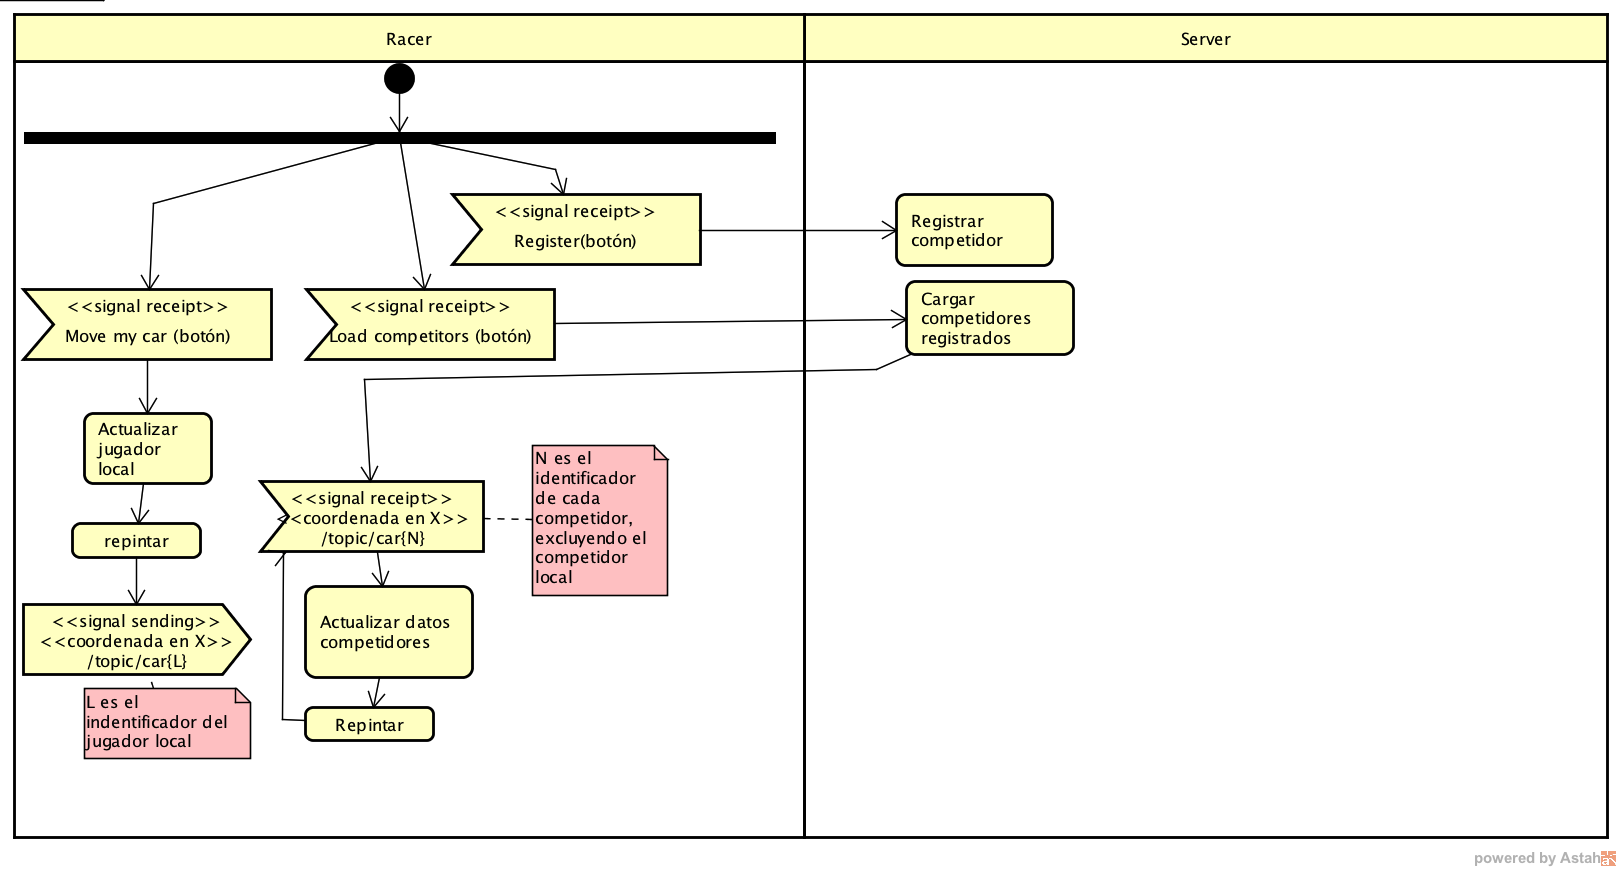 Racer
Server
<<signal receipt>>
Register(botón)
Registrar
competidor
<<signal receipt>>
Move my car (botón)
<<signal receipt>>
Load competitors (botón)
Cargar
competidores
registrados
Actualizar
jugador
local
repintar
<<signal sending>>
<<coordenada en X>>
/topic/car{L}
L es el
indentificador del
jugador local
<<signal receipt>>
<<coordenada en X>>
/topic/car{N}
N es el
identificador
de cada
competidor,
excluyendo el
competidor
local
Actualizar datos
competidores
Repintar
powered by Astah